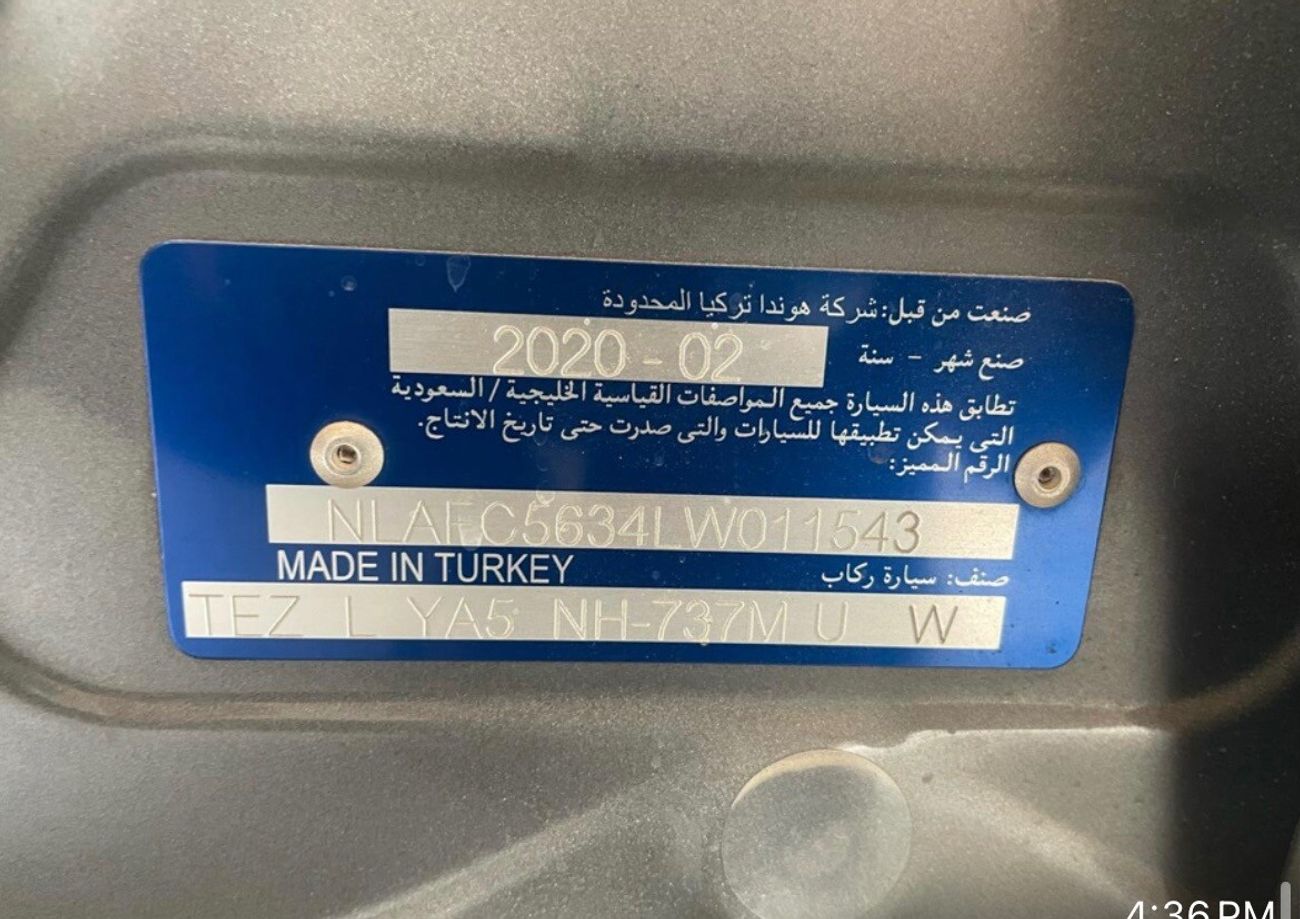 صنعت من قبل: شركة هوندا تركيا المحدودة
صنع شهر - سنة 2020 - 02
تطابق هذه السيارة جميع المواصفات القياسية الخليجية / السعودية
التى يمكن تطبيقها للسيارات والتى صدرت حتى تاريخ الانتاج.
الرقم المميز:
NLAFC5634LW011543
MADE IN TURKEY صنف: سيارة ركاب
TEZ L YA5 NH-737M U W
4:36 PM